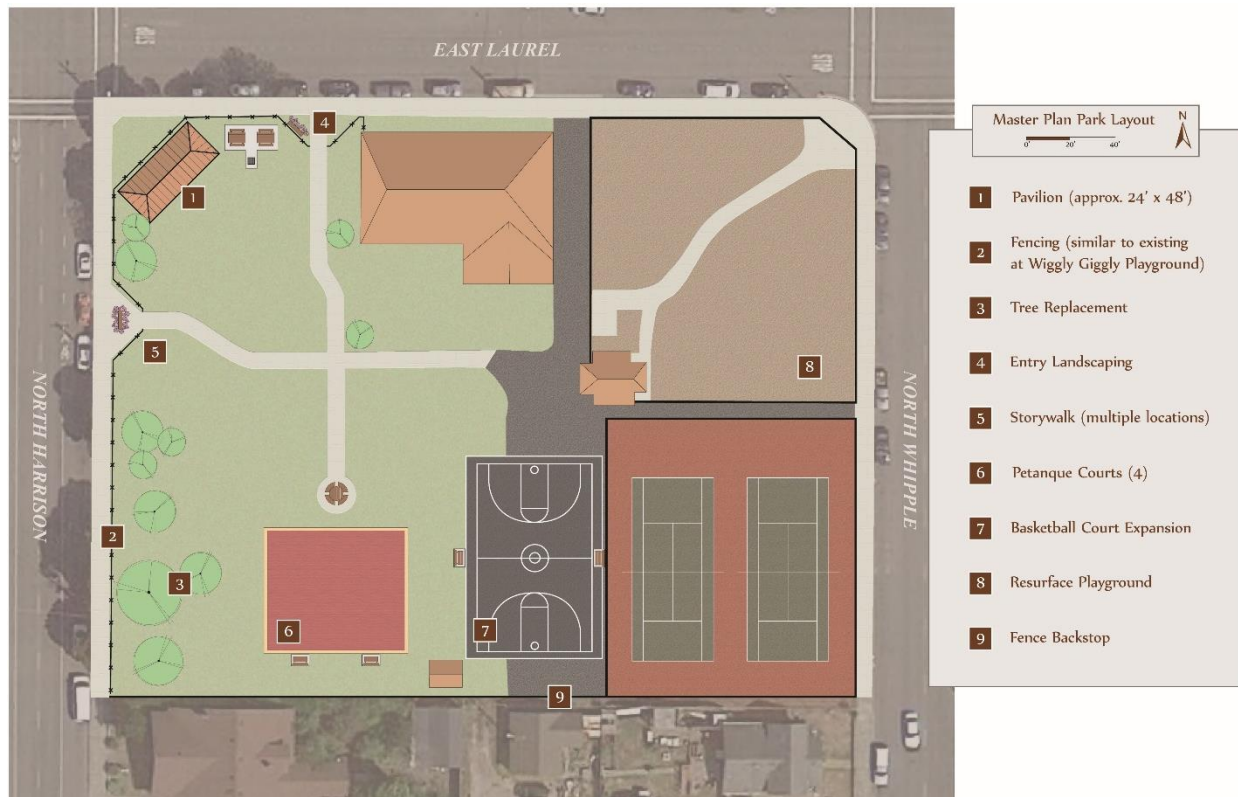 EAST LAUREL
STOP
STOP
NORTH HARRISON
NORTH WHIPPLE
1
2
3
4
5
6
7
8
9
Master Plan Park Layout
0' 20' 40'
N
1 Pavilion (approx. 24' x 48')
2 Fencing (similar to existing
at Wiggly Giggly Playground)
3 Tree Replacement
4 Entry Landscaping
5 Storywalk (multiple locations)
6 Petanque Courts (4)
7 Basketball Court Expansion
8 Resurface Playground
9 Fence Backstop